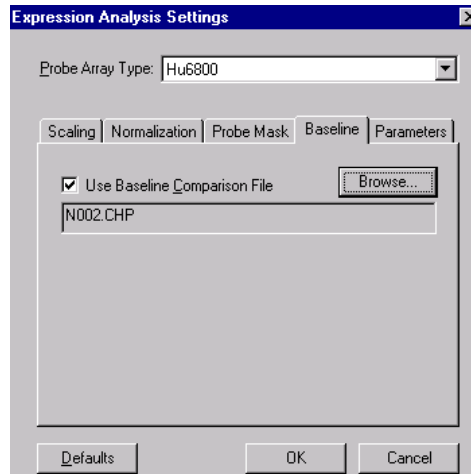 Expression Analysis Settings
Probe Array Type: Hu6800
Scaling Normalization Probe Mask Baseline Parameters
Use Baseline Comparison File Browse...
N002.CHP
Defaults OK Cancel